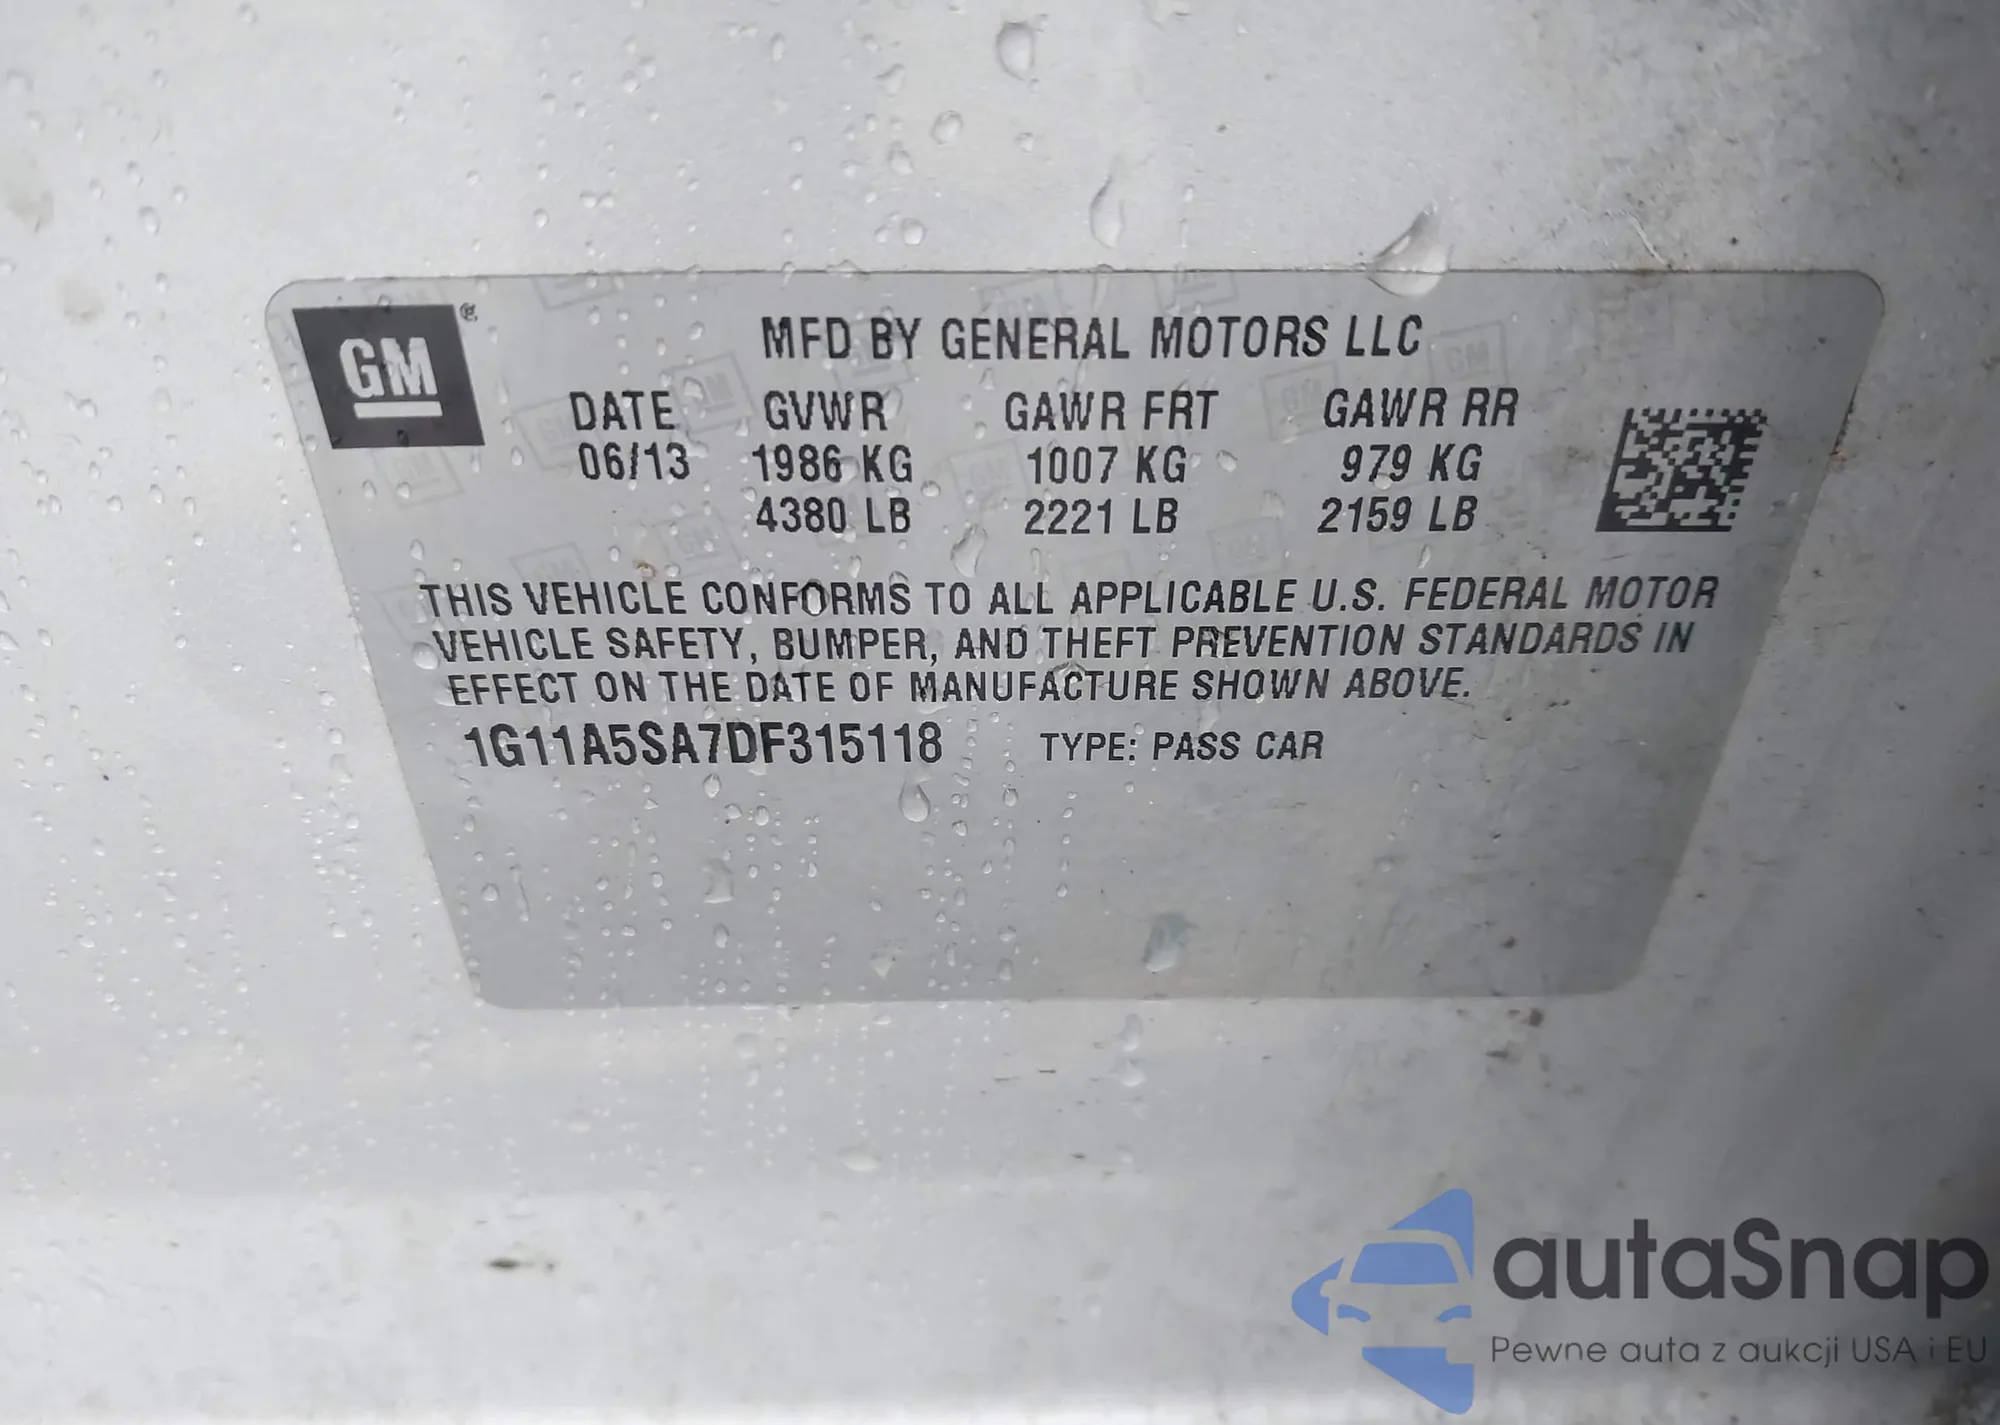 GM ®
MFD BY GENERAL MOTORS LLC
DATE GVWR GAWR FRT GAWR RR
06/13 1986 KG 1007 KG 979 KG
4380 LB 2221 LB 2159 LB
THIS VEHICLE CONFORMS TO ALL APPLICABLE U.S. FEDERAL MOTOR
VEHICLE SAFETY, BUMPER, AND THEFT PREVENTION STANDARDS IN
EFFECT ON THE DATE OF MANUFACTURE SHOWN ABOVE.
1G11A5SA7DF315118 TYPE: PASS CAR
autaSnap
Pewne auta z aukcji USA i EU